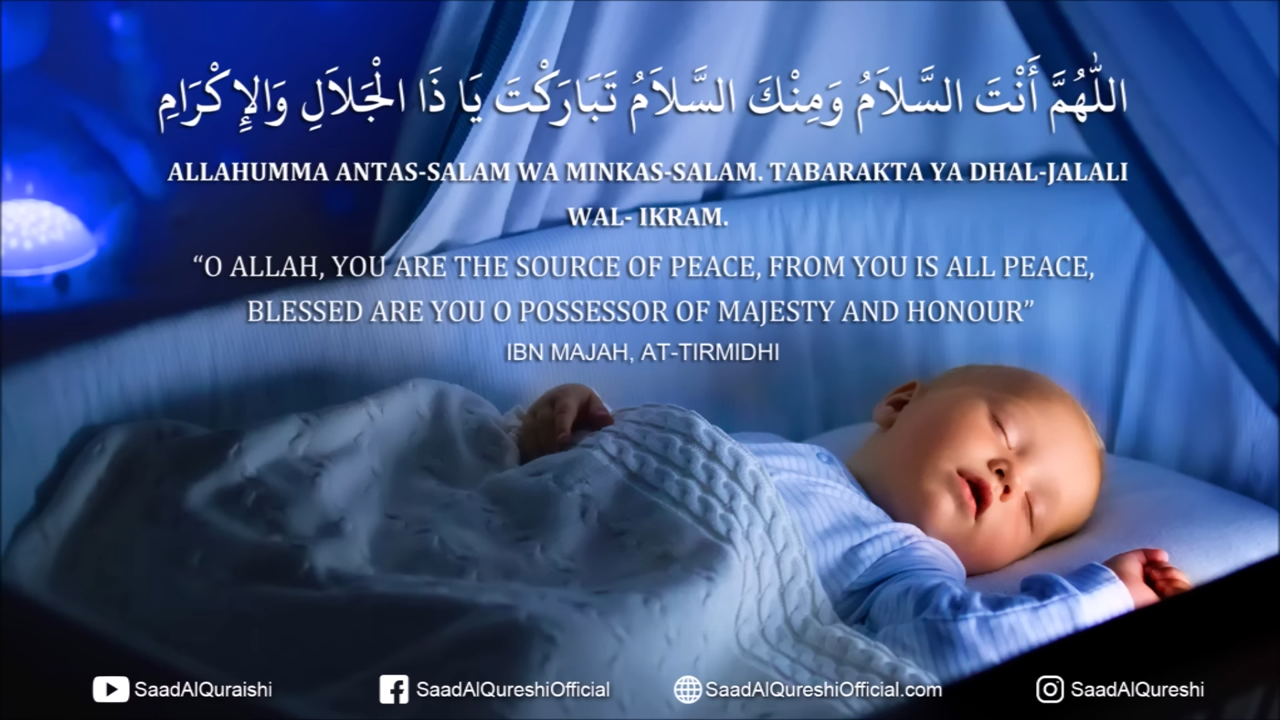 اللّٰهُمَّ أَنْتَ السَّلاَمُ وَمِنْكَ السَّلاَمُ تَبَارَكْتَ يَا ذَا الْجَلاَلِ وَالإِكْرَامِ
ALLAHUMMA ANTAS-SALAM WA MINKAS-SALAM. TABARAKTA YA DHAL-JALALI
WAL- IKRAM.
“O ALLAH, YOU ARE THE SOURCE OF PEACE, FROM YOU IS ALL PEACE,
BLESSED ARE YOU O POSSESSOR OF MAJESTY AND HONOUR”
IBN MAJAH, AT-TIRMIDHI
SaadAlQuraishi SaadAlQureshiOfficial SaadAlQureshiOfficial.com SaadAlQureshi